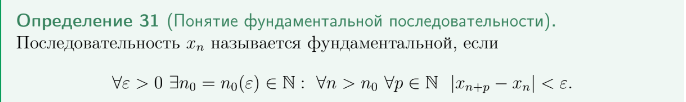 Определение 31 (Понятие фундаментальной последовательности).
Последовательность xₙ называется фундаментальной, если
∀ε > 0 ∃n₀ = n₀(ε) ∈ ℕ : ∀n > n₀ ∀p ∈ ℕ |xₙ₊ₚ − xₙ| < ε.